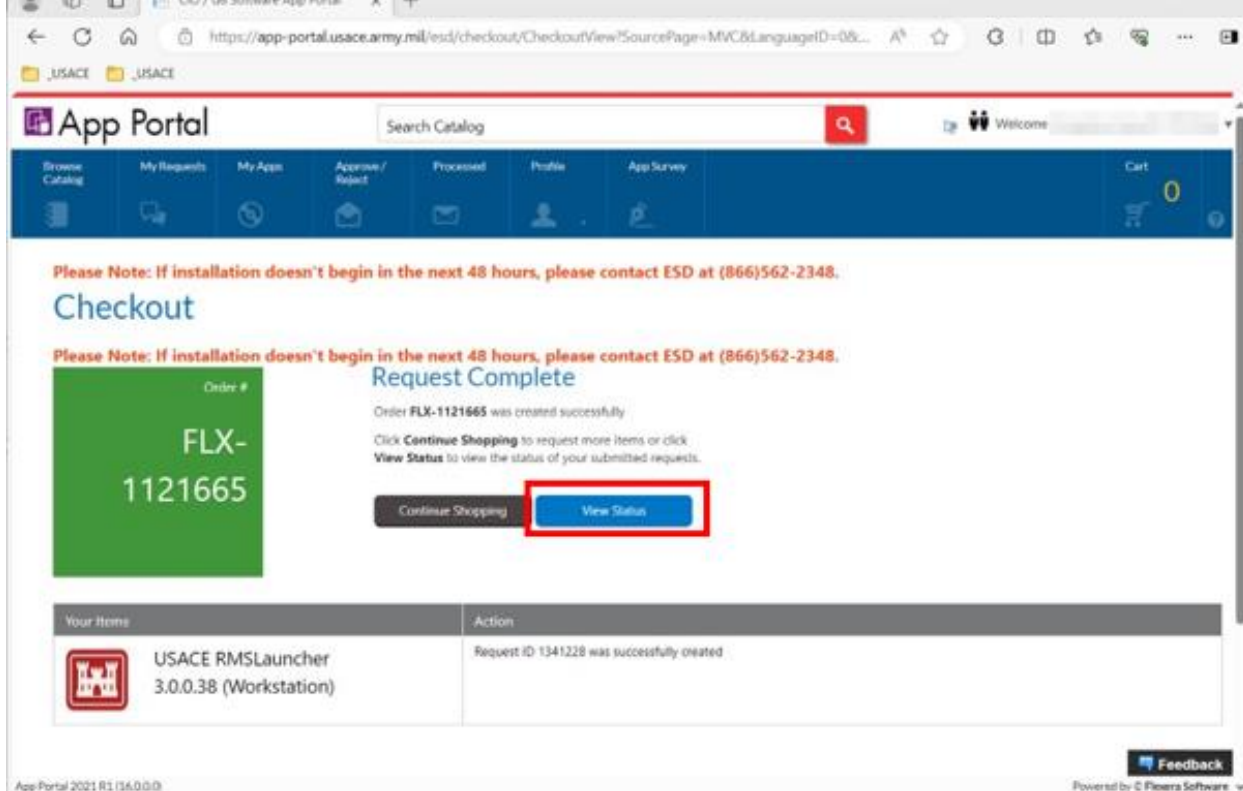 CIO / G6 Software App Portal
https://app-portal.usace.army.mil/esd/checkout/CheckoutView?SourcePage=MVC&LanguageID=0&...
_USACE _USACE
App Portal
Search Catalog
Welcome
Browse Catalog
My Requests
My Apps
Approve / Reject
Processed
Profile
App Survey
Cart
0
Please Note: If installation doesn't begin in the next 48 hours, please contact ESD at (866)562-2348.
Checkout
Please Note: If installation doesn't begin in the next 48 hours, please contact ESD at (866)562-2348.
Order #
FLX-
1121665
Request Complete
Order FLX-1121665 was created successfully
Click Continue Shopping to request more items or click
View Status to view the status of your submitted requests.
Continue Shopping
View Status
Your Items
Action
USACE RMSLauncher
3.0.0.38 (Workstation)
Request ID 1341228 was successfully created
Feedback
App Portal 2021 R1 (16.0.0.0)
Powered by © Flexera Software